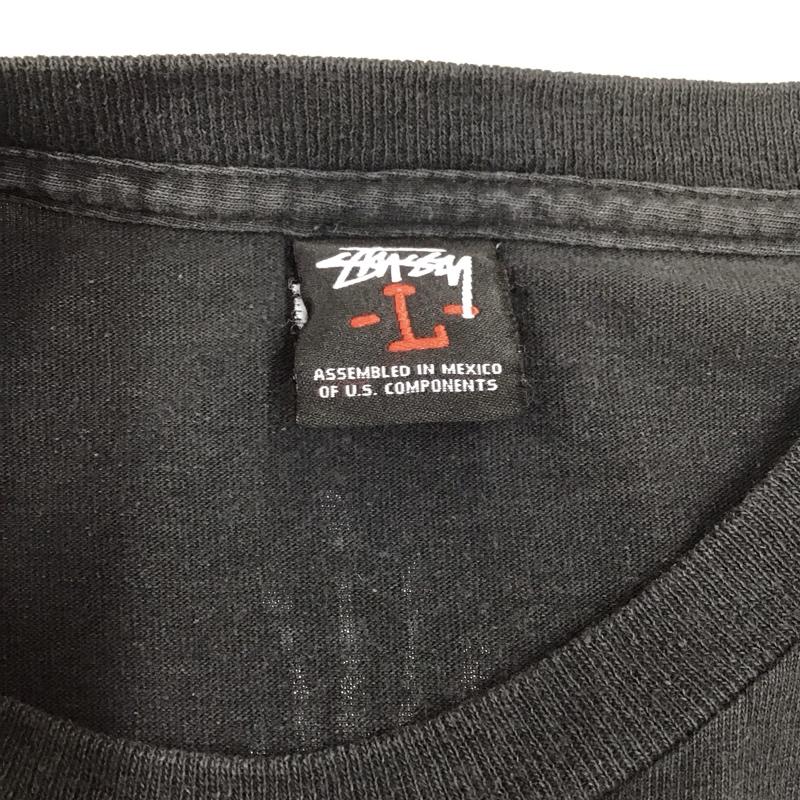 STUSSY
-L-
ASSEMBLED IN MEXICO
OF U.S. COMPONENTS